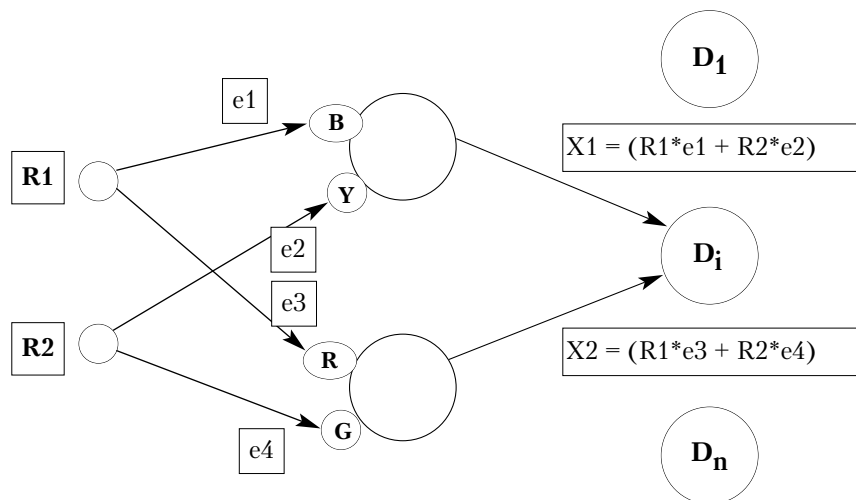 D1
e1
B
X1 = (R1*e1 + R2*e2)
R1
Y
e2
Di
e3
R2
R
X2 = (R1*e3 + R2*e4)
G
e4
Dn